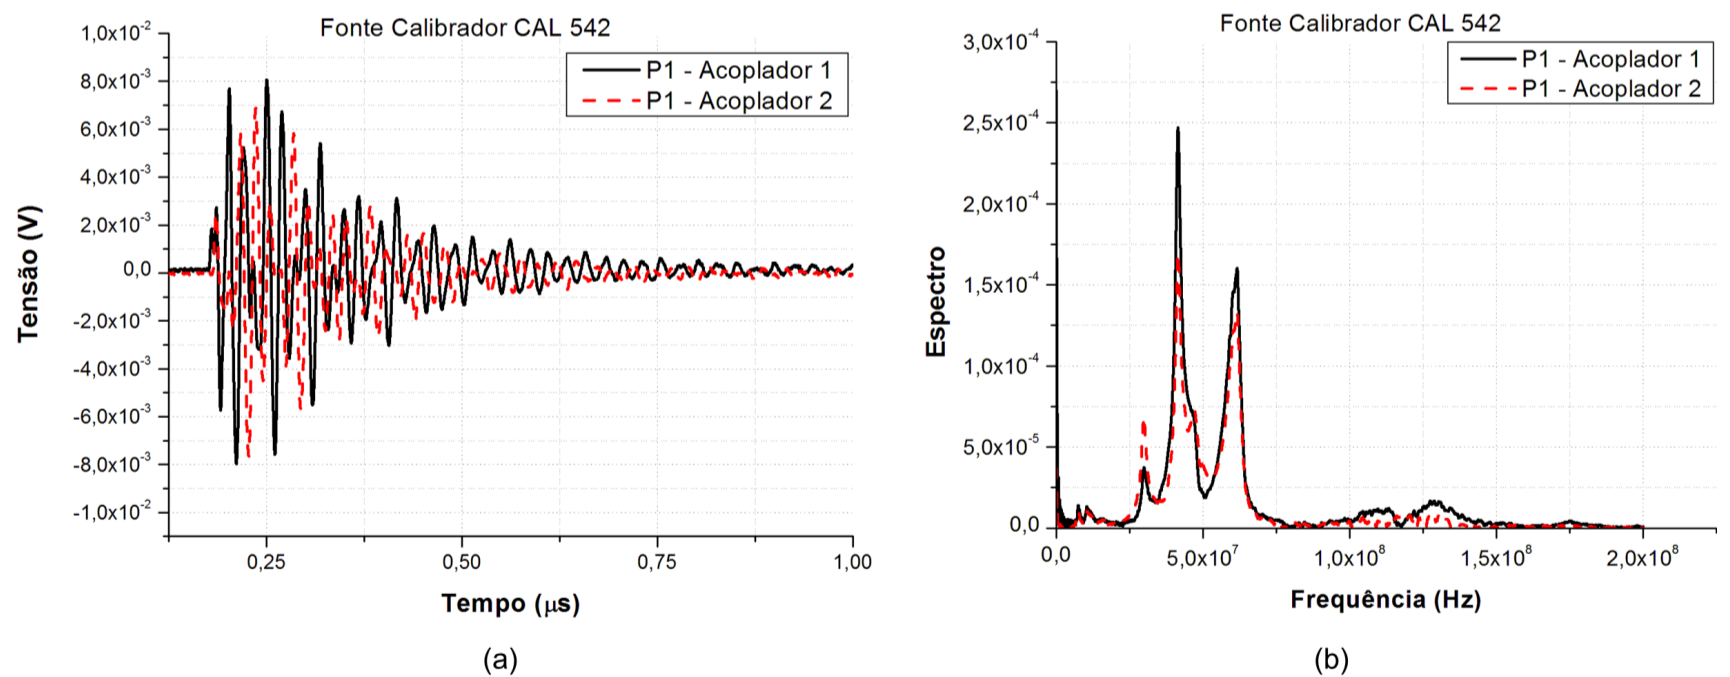 Fonte Calibrador CAL 542
P1 - Acoplador 1
P1 - Acoplador 2
1,0x10⁻²
8,0x10⁻³
6,0x10⁻³
4,0x10⁻³
2,0x10⁻³
0,0
-2,0x10⁻³
-4,0x10⁻³
-6,0x10⁻³
-8,0x10⁻³
-1,0x10⁻²
Tensão (V)
0,25 0,50 0,75 1,00
Tempo (μs)
(a)
Fonte Calibrador CAL 542
P1 - Acoplador 1
P1 - Acoplador 2
3,0x10⁻⁴
2,5x10⁻⁴
2,0x10⁻⁴
1,5x10⁻⁴
1,0x10⁻⁴
5,0x10⁻⁵
0,0
Espectro
0,0 5,0x10⁷ 1,0x10⁸ 1,5x10⁸ 2,0x10⁸
Frequência (Hz)
(b)